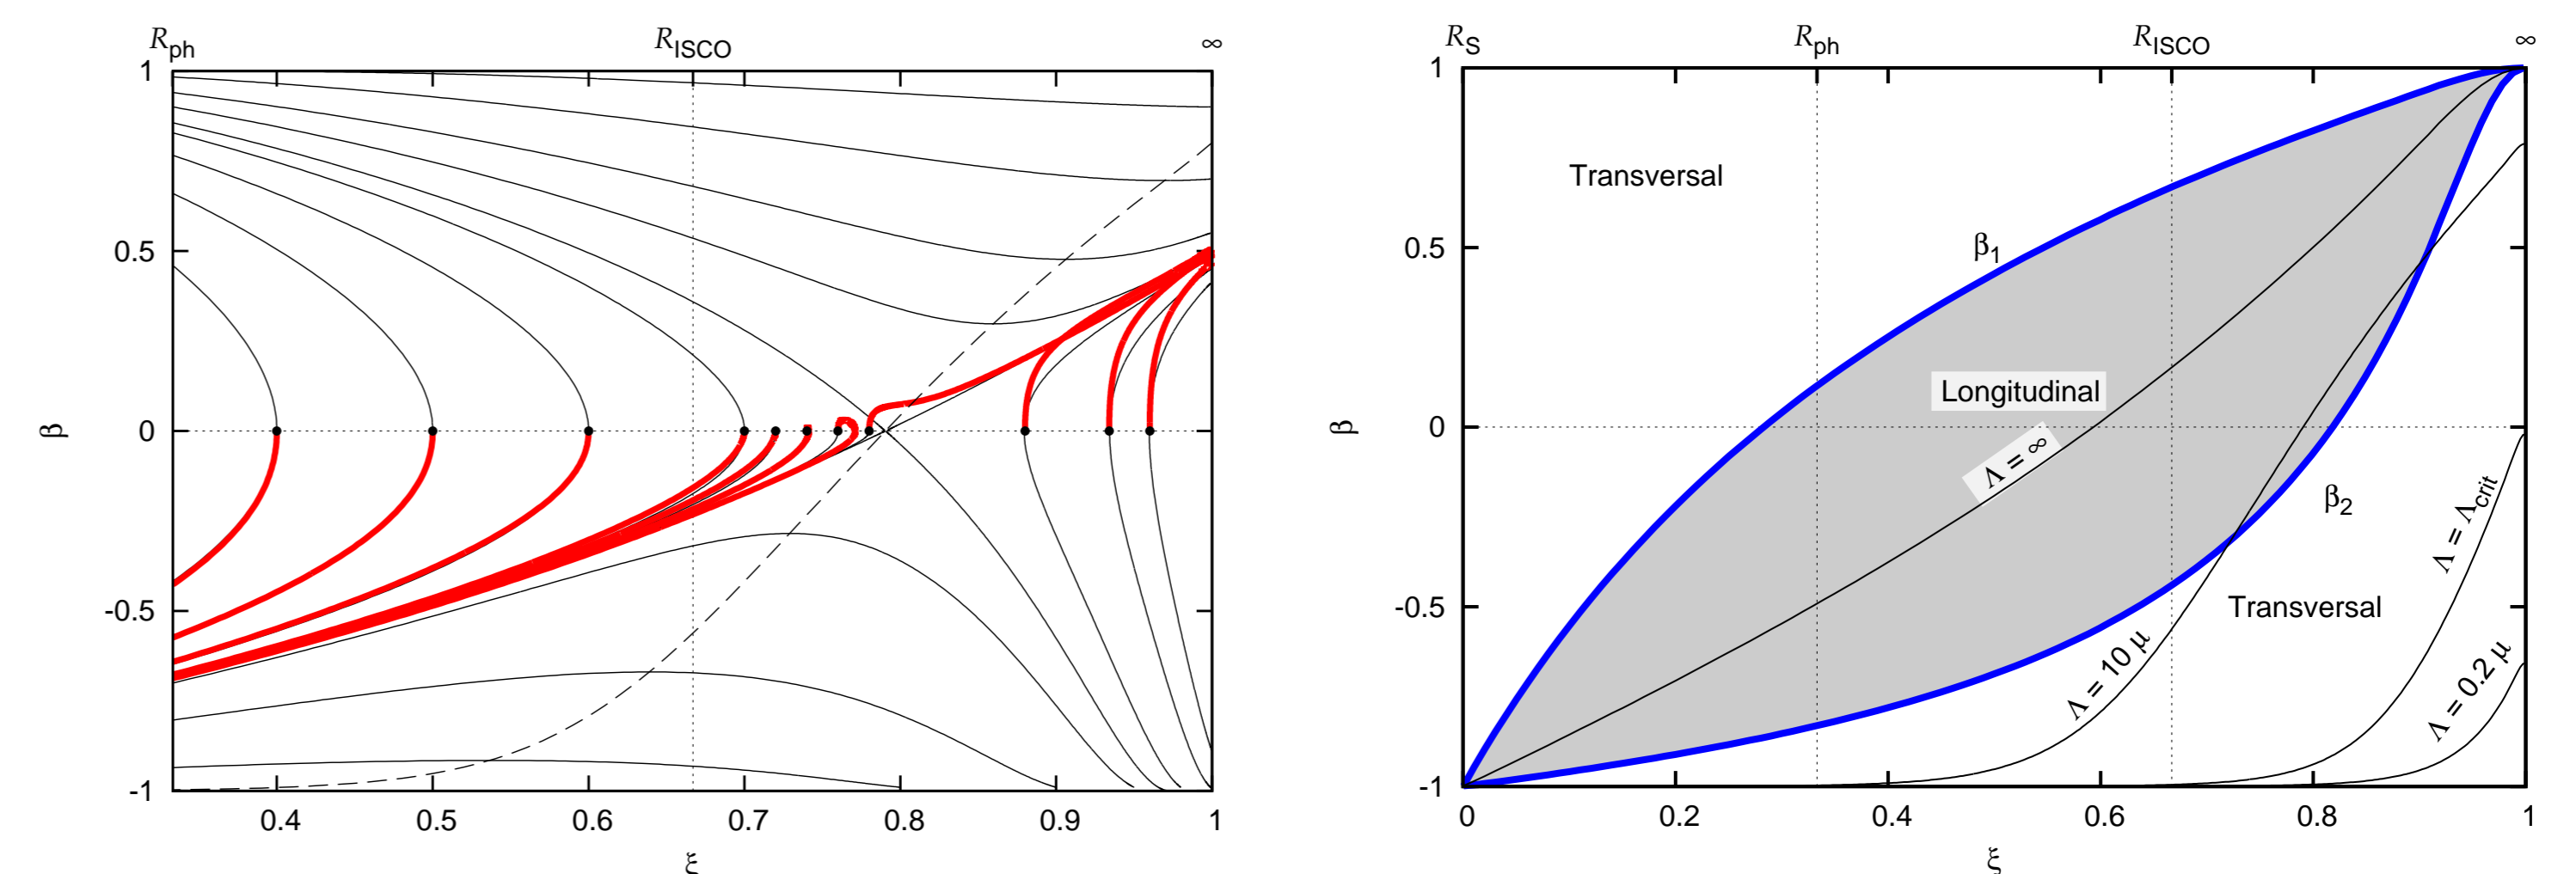 R_ph R_ISCO ∞
1
0.5
β 0
-0.5
-1
0.4 0.5 0.6 0.7 0.8 0.9 1
ξ
R_S R_ph R_ISCO ∞
1
Transversal
0.5
β₁
Longitudinal
β 0
Λ = ∞
β₂
Λ = Λ_crit
-0.5
Transversal
Λ = 10 μ
Λ = 0.2 μ
-1
0 0.2 0.4 0.6 0.8 1
ξ